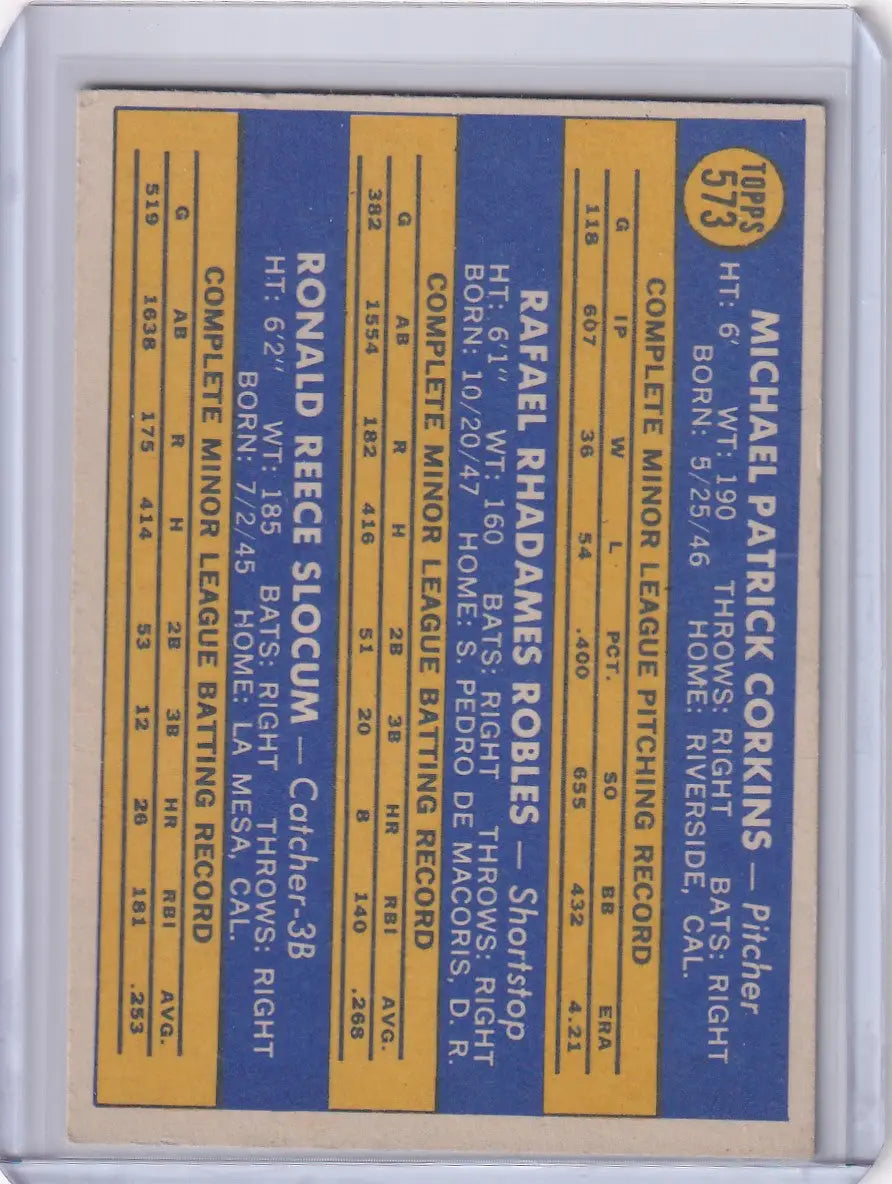 TOPPS
573
MICHAEL PATRICK CORKINS — Pitcher
HT: 6' WT: 190 THROWS: RIGHT BATS: RIGHT
BORN: 5/25/46 HOME: RIVERSIDE, CAL.
COMPLETE MINOR LEAGUE PITCHING RECORD
G IP W L PCT. SO BB ERA
118 607 36 54 .400 655 432 4.21
RAFAEL RHADAMES ROBLES — Shortstop
HT: 6'1" WT: 160 BATS: RIGHT THROWS: RIGHT
BORN: 10/20/47 HOME: S. PEDRO DE MACORIS, D. R.
COMPLETE MINOR LEAGUE BATTING RECORD
G AB R H 2B 3B HR RBI AVG.
382 1554 182 416 51 20 8 140 .268
RONALD REECE SLOCUM — Catcher-3B
HT: 6'2" WT: 185 BATS: RIGHT THROWS: RIGHT
BORN: 7/2/45 HOME: LA MESA, CAL.
COMPLETE MINOR LEAGUE BATTING RECORD
G AB R H 2B 3B HR RBI AVG.
519 1638 175 414 53 12 26 181 .253